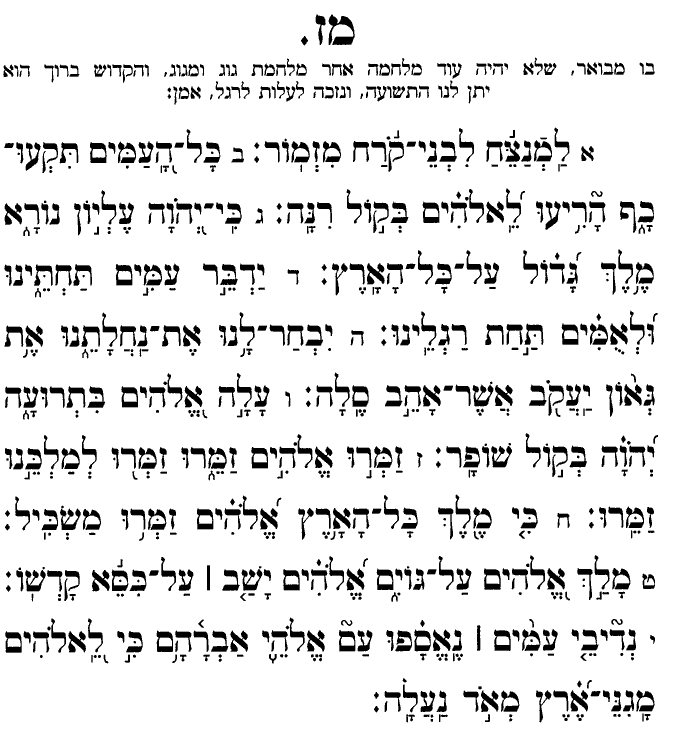 מז.
בו מבואר, שלא יהיה עוד מלחמה אחר מלחמת גוג ומגוג, והקדוש ברוך הוא
יתן לנו התשועה, ונזכה לעלות לרגל, אמן:
א לַמְנַצֵּחַ לִבְנֵי־קֹרַח מִזְמוֹר: ב כָּל־הָעַמִּים תִּקְעוּ־
כָף הָרִיעוּ לֵאלֹהִים בְּקוֹל רִנָּה: ג כִּי־יְהֹוָה עֶלְיוֹן נוֹרָא
מֶלֶךְ גָּדוֹל עַל־כָּל־הָאָרֶץ: ד יַדְבֵּר עַמִּים תַּחְתֵּינוּ
וּלְאֻמִּים תַּחַת רַגְלֵינוּ: ה יִבְחַר־לָנוּ אֶת־נַחֲלָתֵנוּ אֶת
גְּאוֹן יַעֲקֹב אֲשֶׁר־אָהֵב סֶלָה: ו עָלָה אֱלֹהִים בִּתְרוּעָה
יְהֹוָה בְּקוֹל שׁוֹפָר: ז זַמְּרוּ אֱלֹהִים זַמֵּרוּ זַמְּרוּ לְמַלְכֵּנוּ
זַמֵּרוּ: ח כִּי מֶלֶךְ כָּל־הָאָרֶץ אֱלֹהִים זַמְּרוּ מַשְׂכִּיל:
ט מָלַךְ אֱלֹהִים עַל־גּוֹיִם אֱלֹהִים יָשַׁב ׀ עַל־כִּסֵּא קָדְשׁוֹ:
י נְדִיבֵי עַמִּים ׀ נֶאֱסָפוּ עַם אֱלֹהֵי אַבְרָהָם כִּי לֵאלֹהִים
מָגִנֵּי־אֶרֶץ מְאֹד נַעֲלָה: